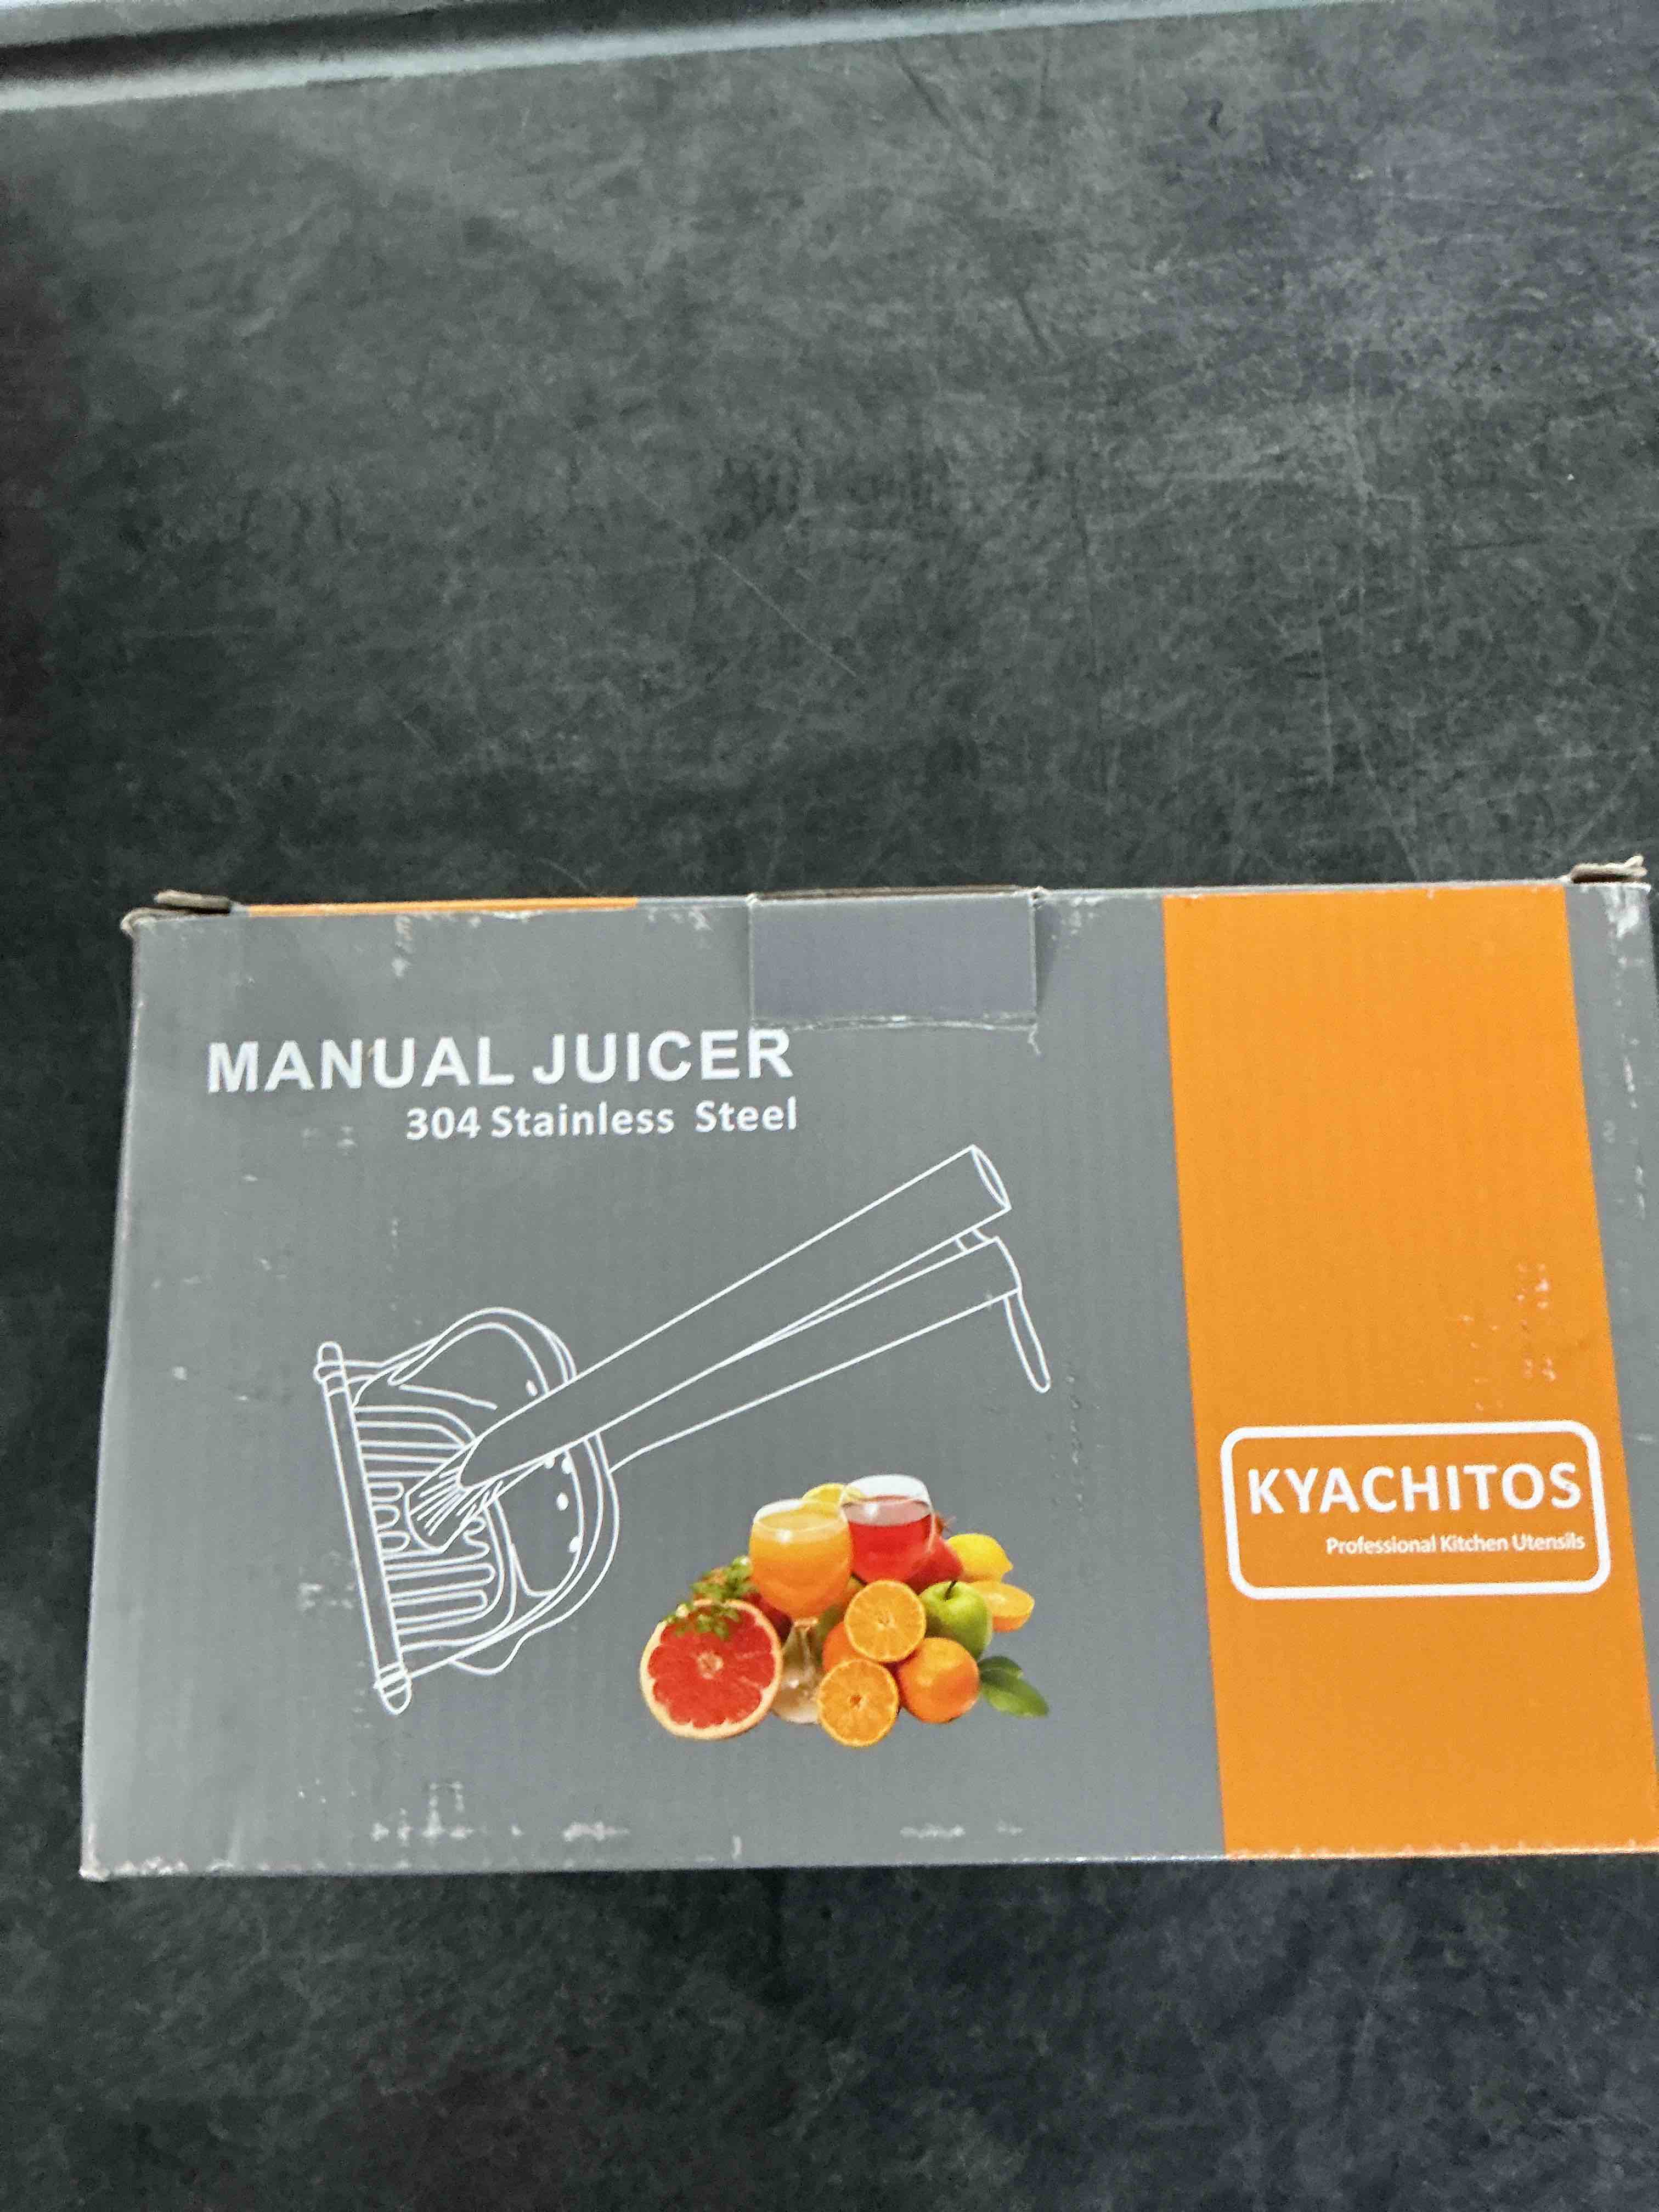 MANUAL JUICER
304 Stainless Steel
KYACHITOS
Professional Kitchen Utensils